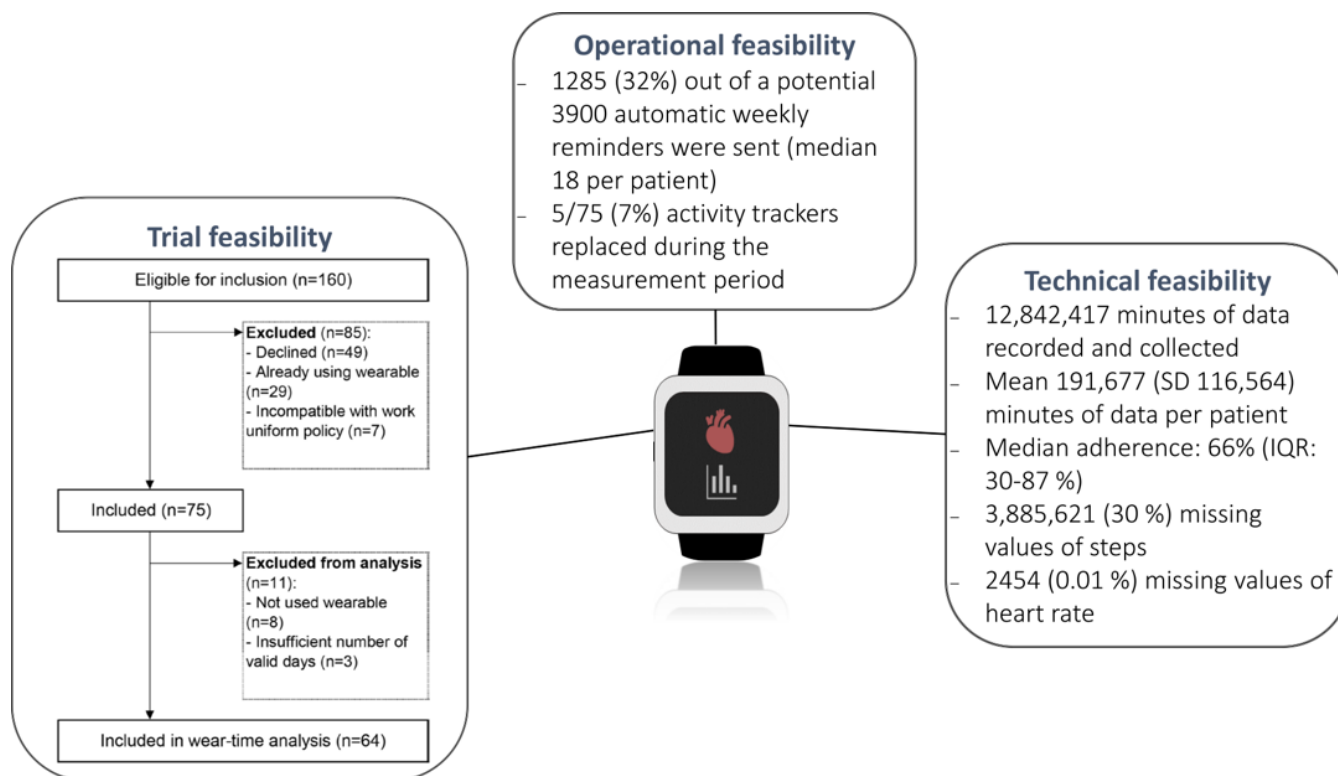 Operational feasibility
– 1285 (32%) out of a potential
3900 automatic weekly
reminders were sent (median
18 per patient)
– 5/75 (7%) activity trackers
replaced during the
measurement period
Trial feasibility
Eligible for inclusion (n=160)
Excluded (n=85):
- Declined (n=49)
- Already using wearable
(n=29)
- Incompatible with work
uniform policy (n=7)
Included (n=75)
Excluded from analysis
(n=11):
- Not used wearable
(n=8)
- Insufficient number of
valid days (n=3)
Included in wear-time analysis (n=64)
Technical feasibility
– 12,842,417 minutes of data
recorded and collected
– Mean 191,677 (SD 116,564)
minutes of data per patient
– Median adherence: 66% (IQR:
30-87 %)
– 3,885,621 (30 %) missing
values of steps
– 2454 (0.01 %) missing values of
heart rate